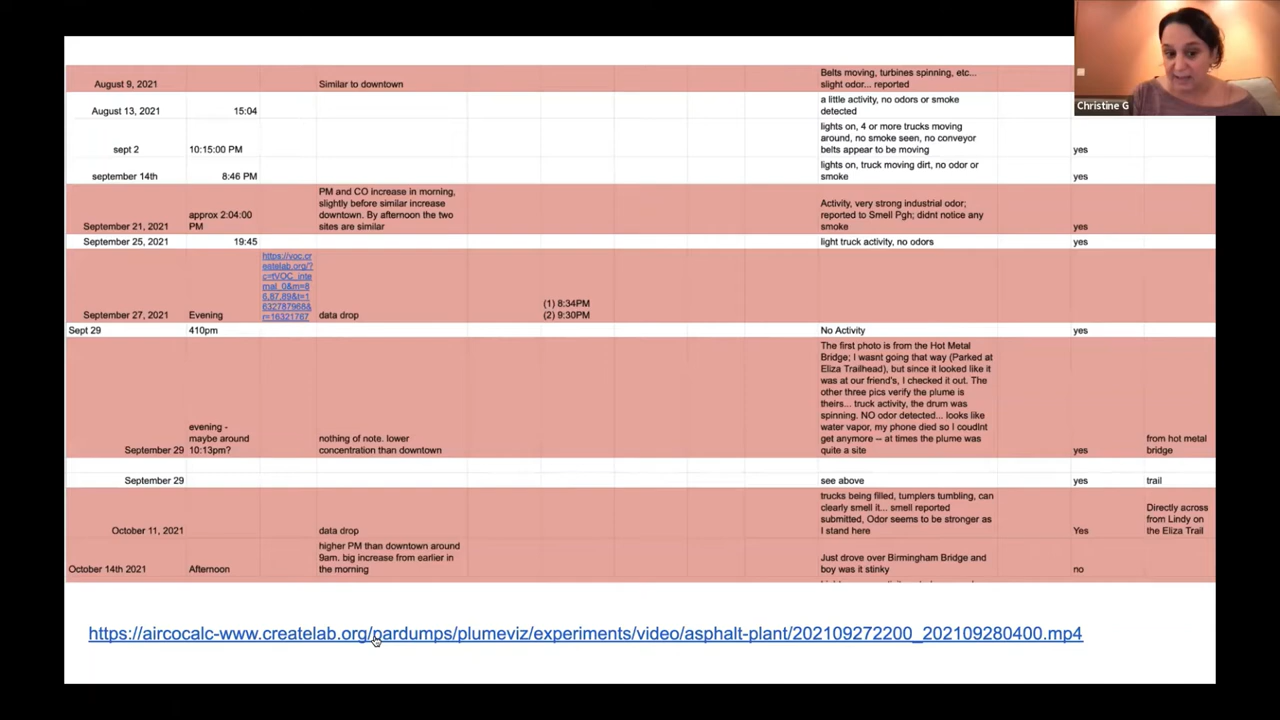 Christine G
Belts moving, turbines spinning, etc...
August 9, 2021 Similar to downtown slight odor... reported
a little activity, no odors or smoke
August 13, 2021 15:04 detected
lights on, 4 or more trucks moving
around, no smoke seen, no conveyor
sept 2 10:15:00 PM belts appear to be moving yes
lights on, truck moving dirt, no odor or
september 14th 8:46 PM smoke yes
PM and CO increase in morning,
slightly before similar increase Activity, very strong industrial odor;
approx 2:04:00 downtown. By afternoon the two reported to Smell Pgh; didnt notice any
September 21, 2021 PM sites are similar smoke yes
September 25, 2021 19:45 light truck activity, no odors yes
https://voc.cr
eatelab.org/?
c=tVOC_inte
rnal_0&m=8
6,87,89&t=1
632787968& (1) 8:34PM
September 27, 2021 Evening r=16321767 data drop (2) 9:30PM
Sept 29 410pm No Activity yes
The first photo is from the Hot Metal
Bridge; I wasnt going that way (Parked at
Eliza Trailhead), but since it looked like it
was at our friend's, I checked it out. The
other three pics verify the plume is
theirs... truck activity, the drum was
spinning. NO odor detected... looks like
evening - water vapor, my phone died so I coudlnt
maybe around nothing of note. lower get anymore -- at times the plume was from hot metal
September 29 10:13pm? concentration than downtown quite a site yes bridge
September 29 see above yes trail
trucks being filled, tumplers tumbling, can
clearly smell it... smell reported Directly across
submitted, Odor seems to be stronger as from Lindy on
October 11, 2021 data drop I stand here Yes the Eliza Trail
higher PM than downtown around
9am. big increase from earlier in Just drove over Birmingham Bridge and
October 14th 2021 Afternoon the morning boy was it stinky no
https://aircocalc-www.createlab.org/pardumps/plumeviz/experiments/video/asphalt-plant/202109272200_202109280400.mp4